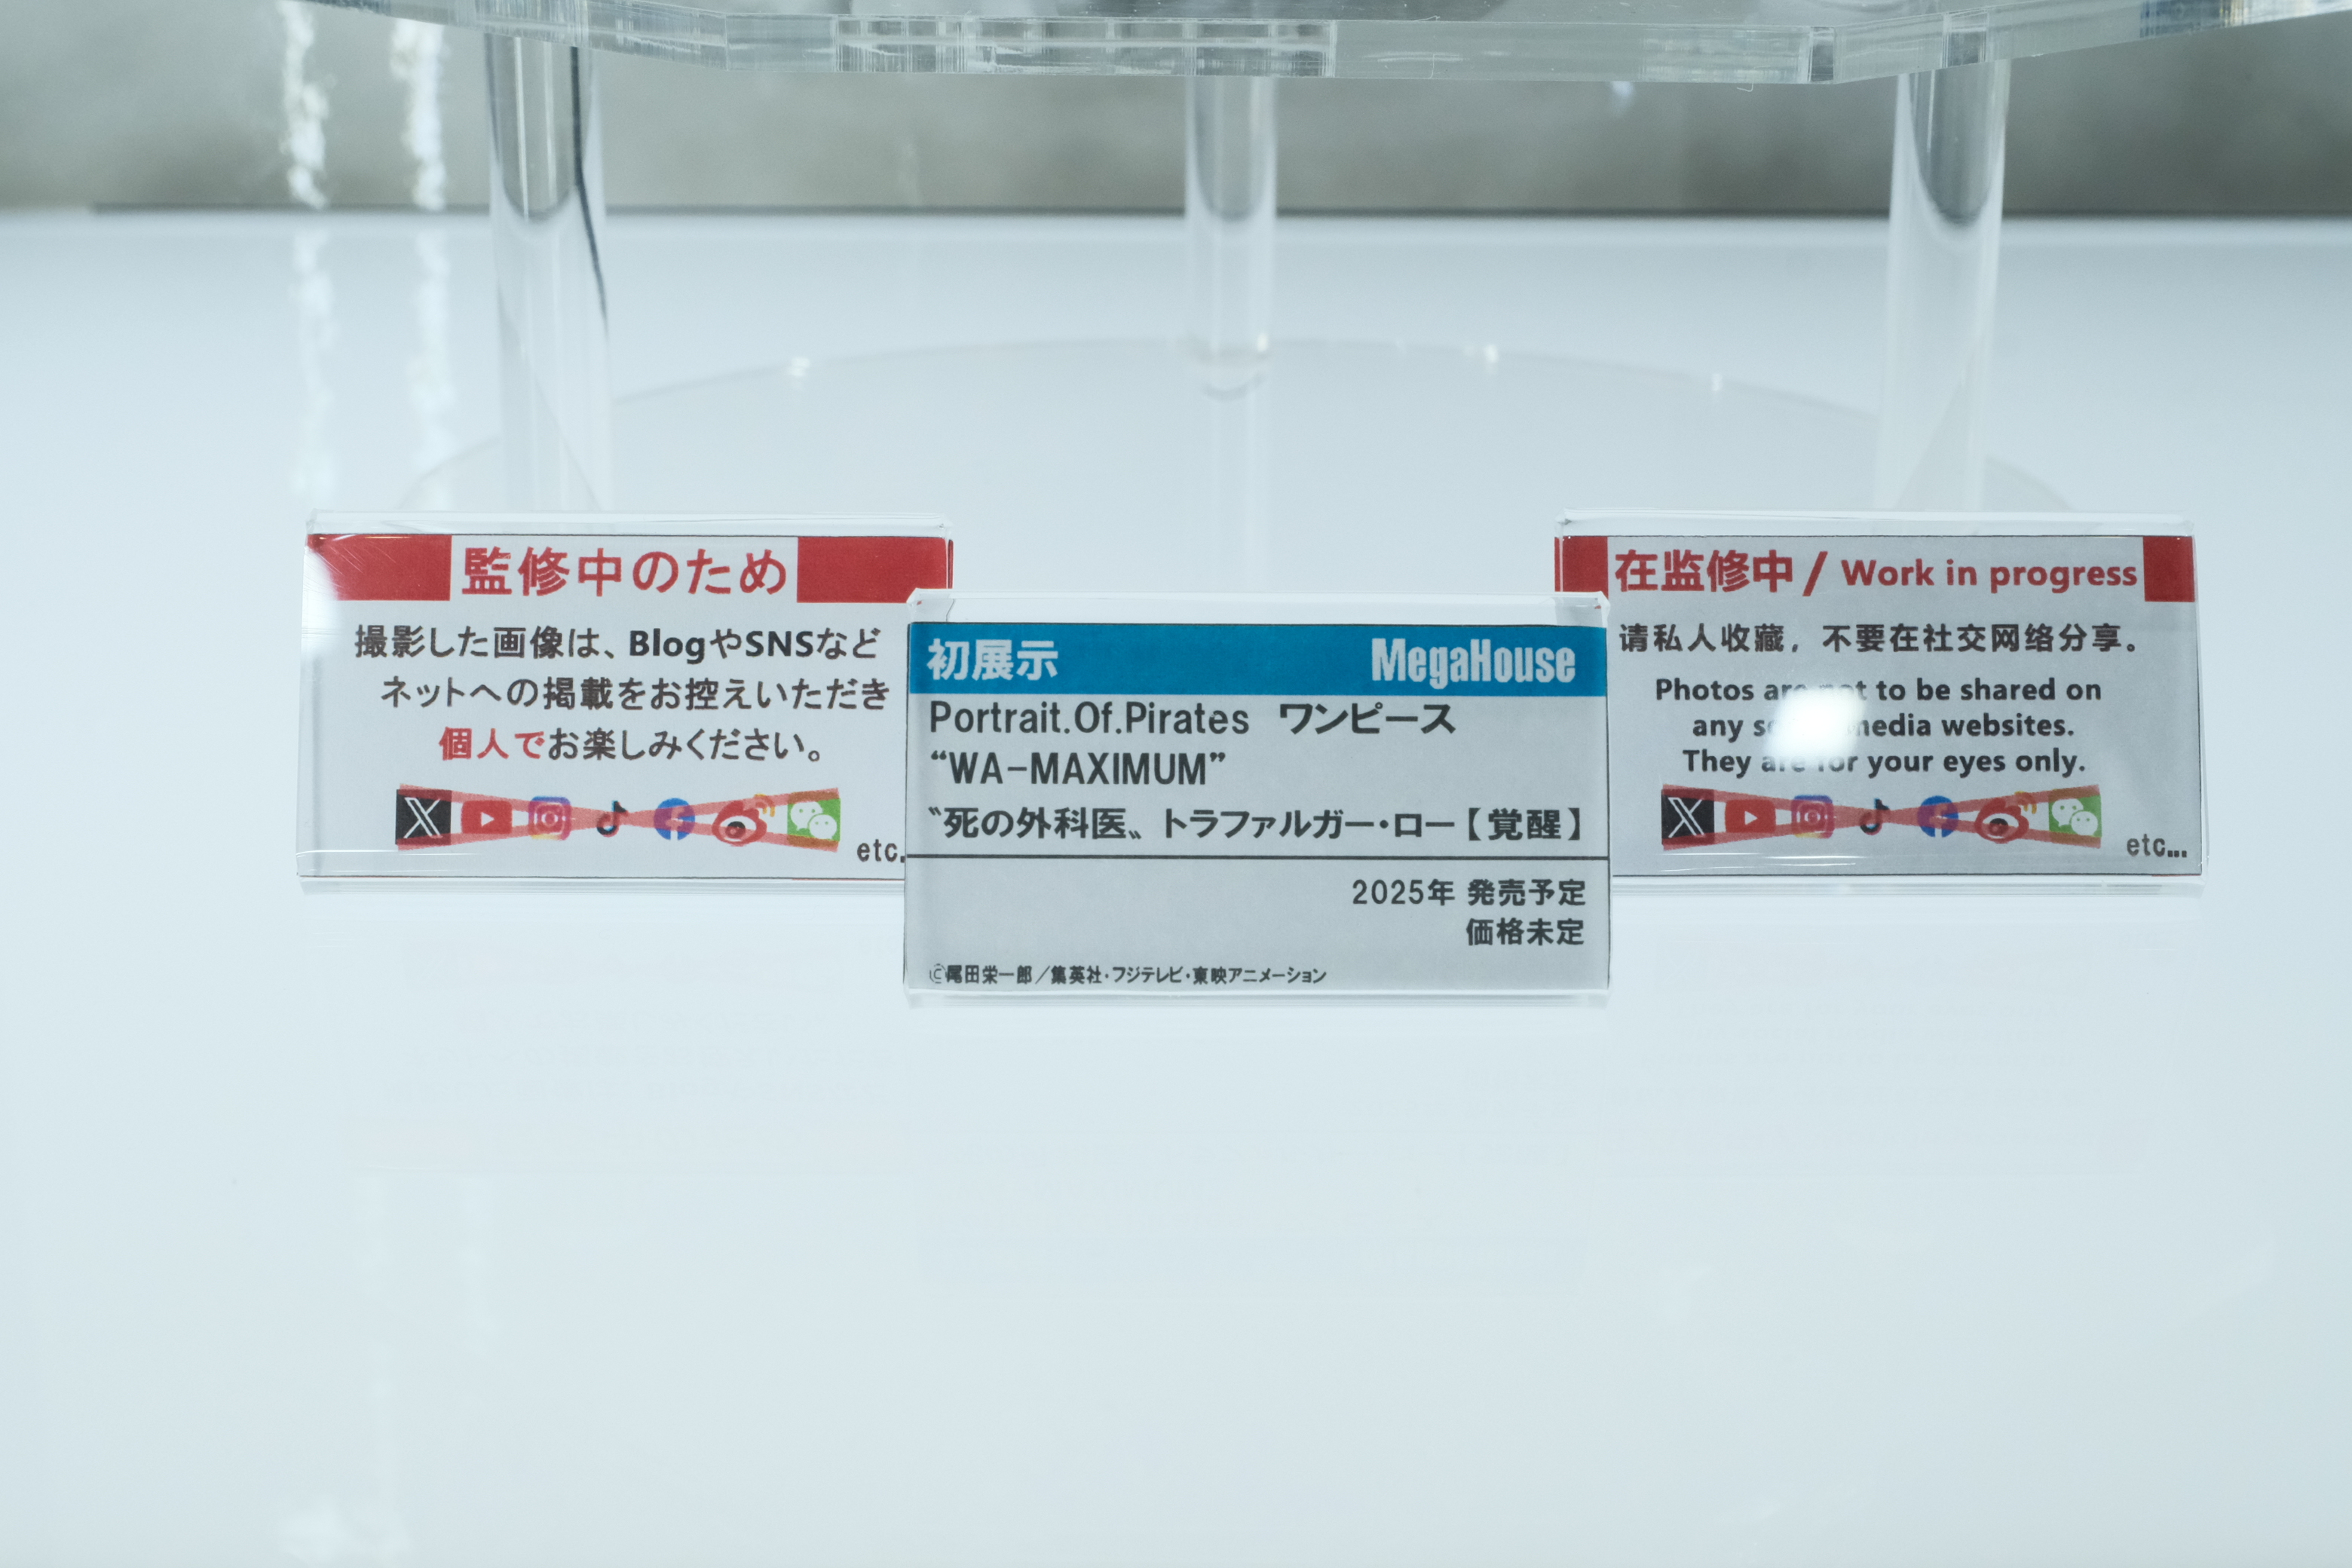 監修中のため
撮影した画像は、BlogやSNSなど
ネットへの掲載をお控えいただき
個人でお楽しみください。
etc.
初展示 MegaHouse
Portrait.Of.Pirates ワンピース
“WA-MAXIMUM”
〝死の外科医〟トラファルガー・ロー【覚醒】
2025年 発売予定
価格未定
©尾田栄一郎／集英社・フジテレビ・東映アニメーション
在监修中 / Work in progress
请私人收藏，不要在社交网络分享。
Photos are not to be shared on
any media websites.
They are for your eyes only.
etc...